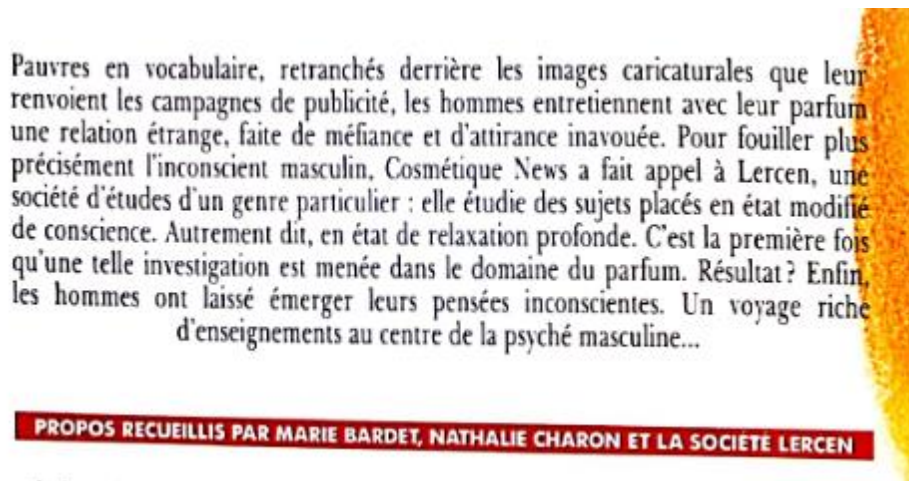 Pauvres en vocabulaire, retranchés derrière les images caricaturales que leur
renvoient les campagnes de publicité, les hommes entretiennent avec leur parfum
une relation étrange, faite de méfiance et d'attirance inavouée. Pour fouiller plus
précisément l'inconscient masculin, Cosmétique News a fait appel à Lercen, une
société d'études d'un genre particulier : elle étudie des sujets placés en état modifié
de conscience. Autrement dit, en état de relaxation profonde. C'est la première fois
qu'une telle investigation est menée dans le domaine du parfum. Résultat ? Enfin,
les hommes ont laissé émerger leurs pensées inconscientes. Un voyage riche
d'enseignements au centre de la psyché masculine...
PROPOS RECUEILLIS PAR MARIE BARDET, NATHALIE CHARON ET LA SOCIÉTÉ LERCEN